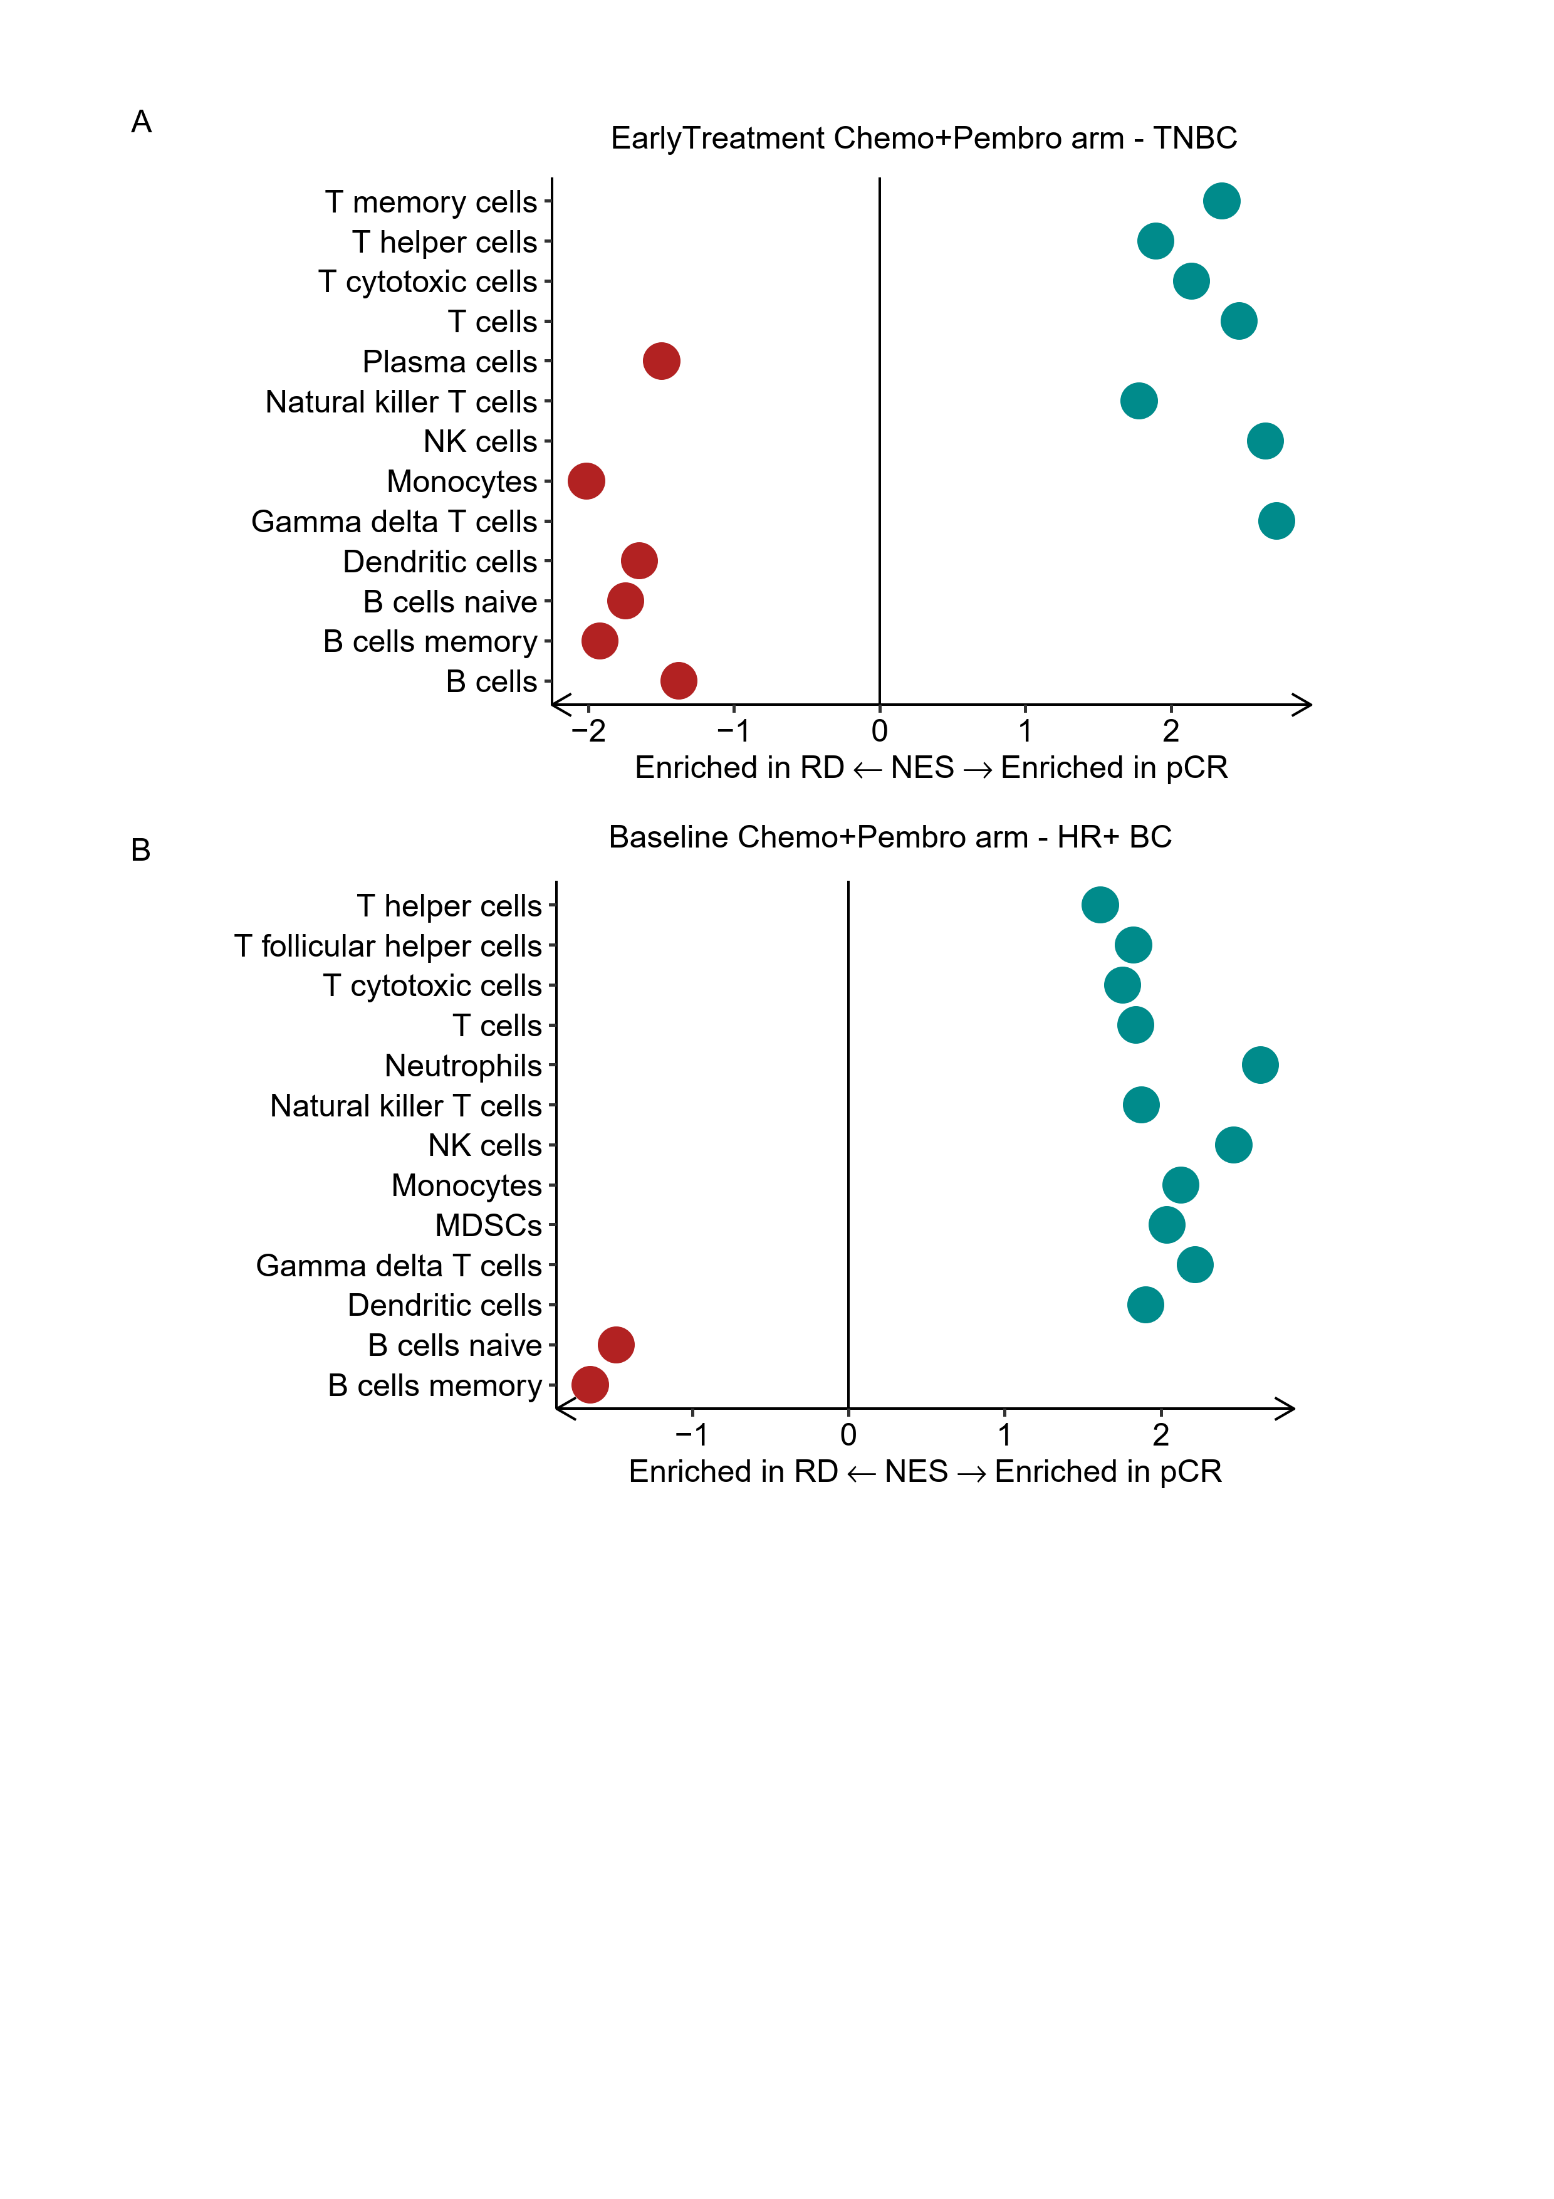 A
EarlyTreatment Chemo+Pembro arm - TNBC
T memory cells
T helper cells
T cytotoxic cells
T cells
Plasma cells
Natural killer T cells
NK cells
Monocytes
Gamma delta T cells
Dendritic cells
B cells naive
B cells memory
B cells
−2 −1 0 1 2
Enriched in RD ← NES → Enriched in pCR
B
Baseline Chemo+Pembro arm - HR+ BC
T helper cells
T follicular helper cells
T cytotoxic cells
T cells
Neutrophils
Natural killer T cells
NK cells
Monocytes
MDSCs
Gamma delta T cells
Dendritic cells
B cells naive
B cells memory
−1 0 1 2
Enriched in RD ← NES → Enriched in pCR